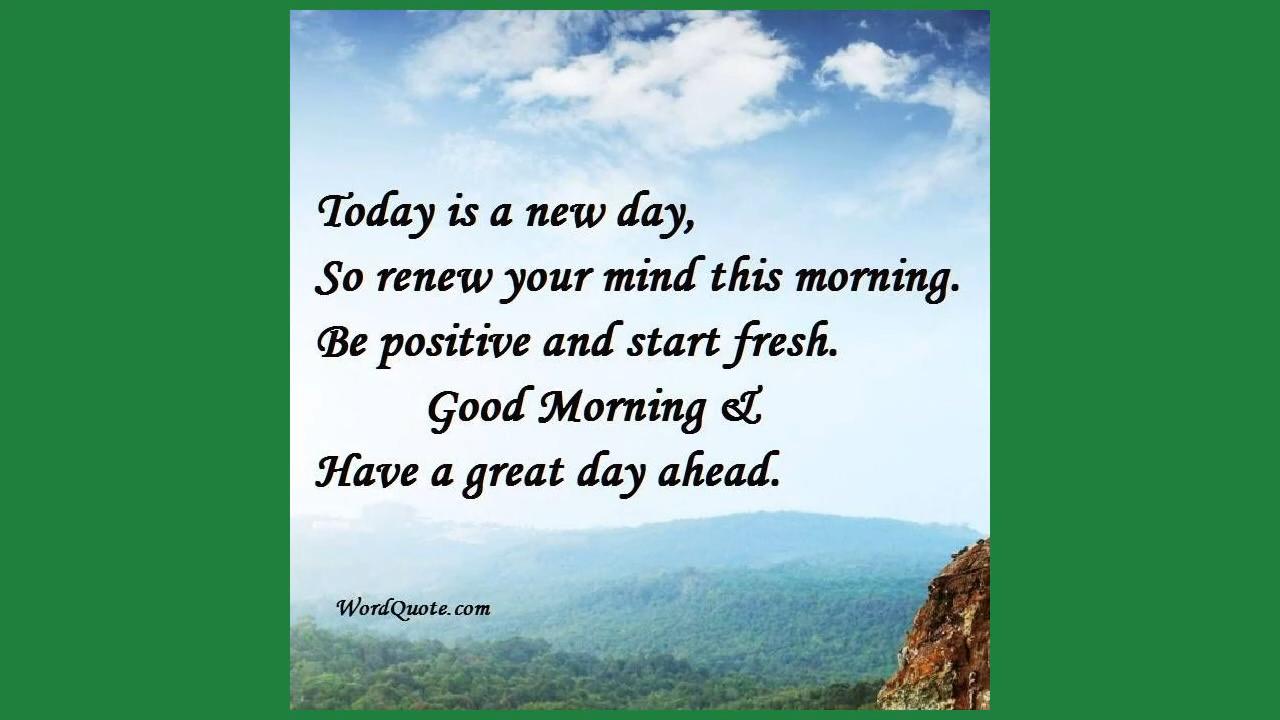 Today is a new day,
So renew your mind this morning.
Be positive and start fresh.
Good Morning &
Have a great day ahead.
WordQuote.com